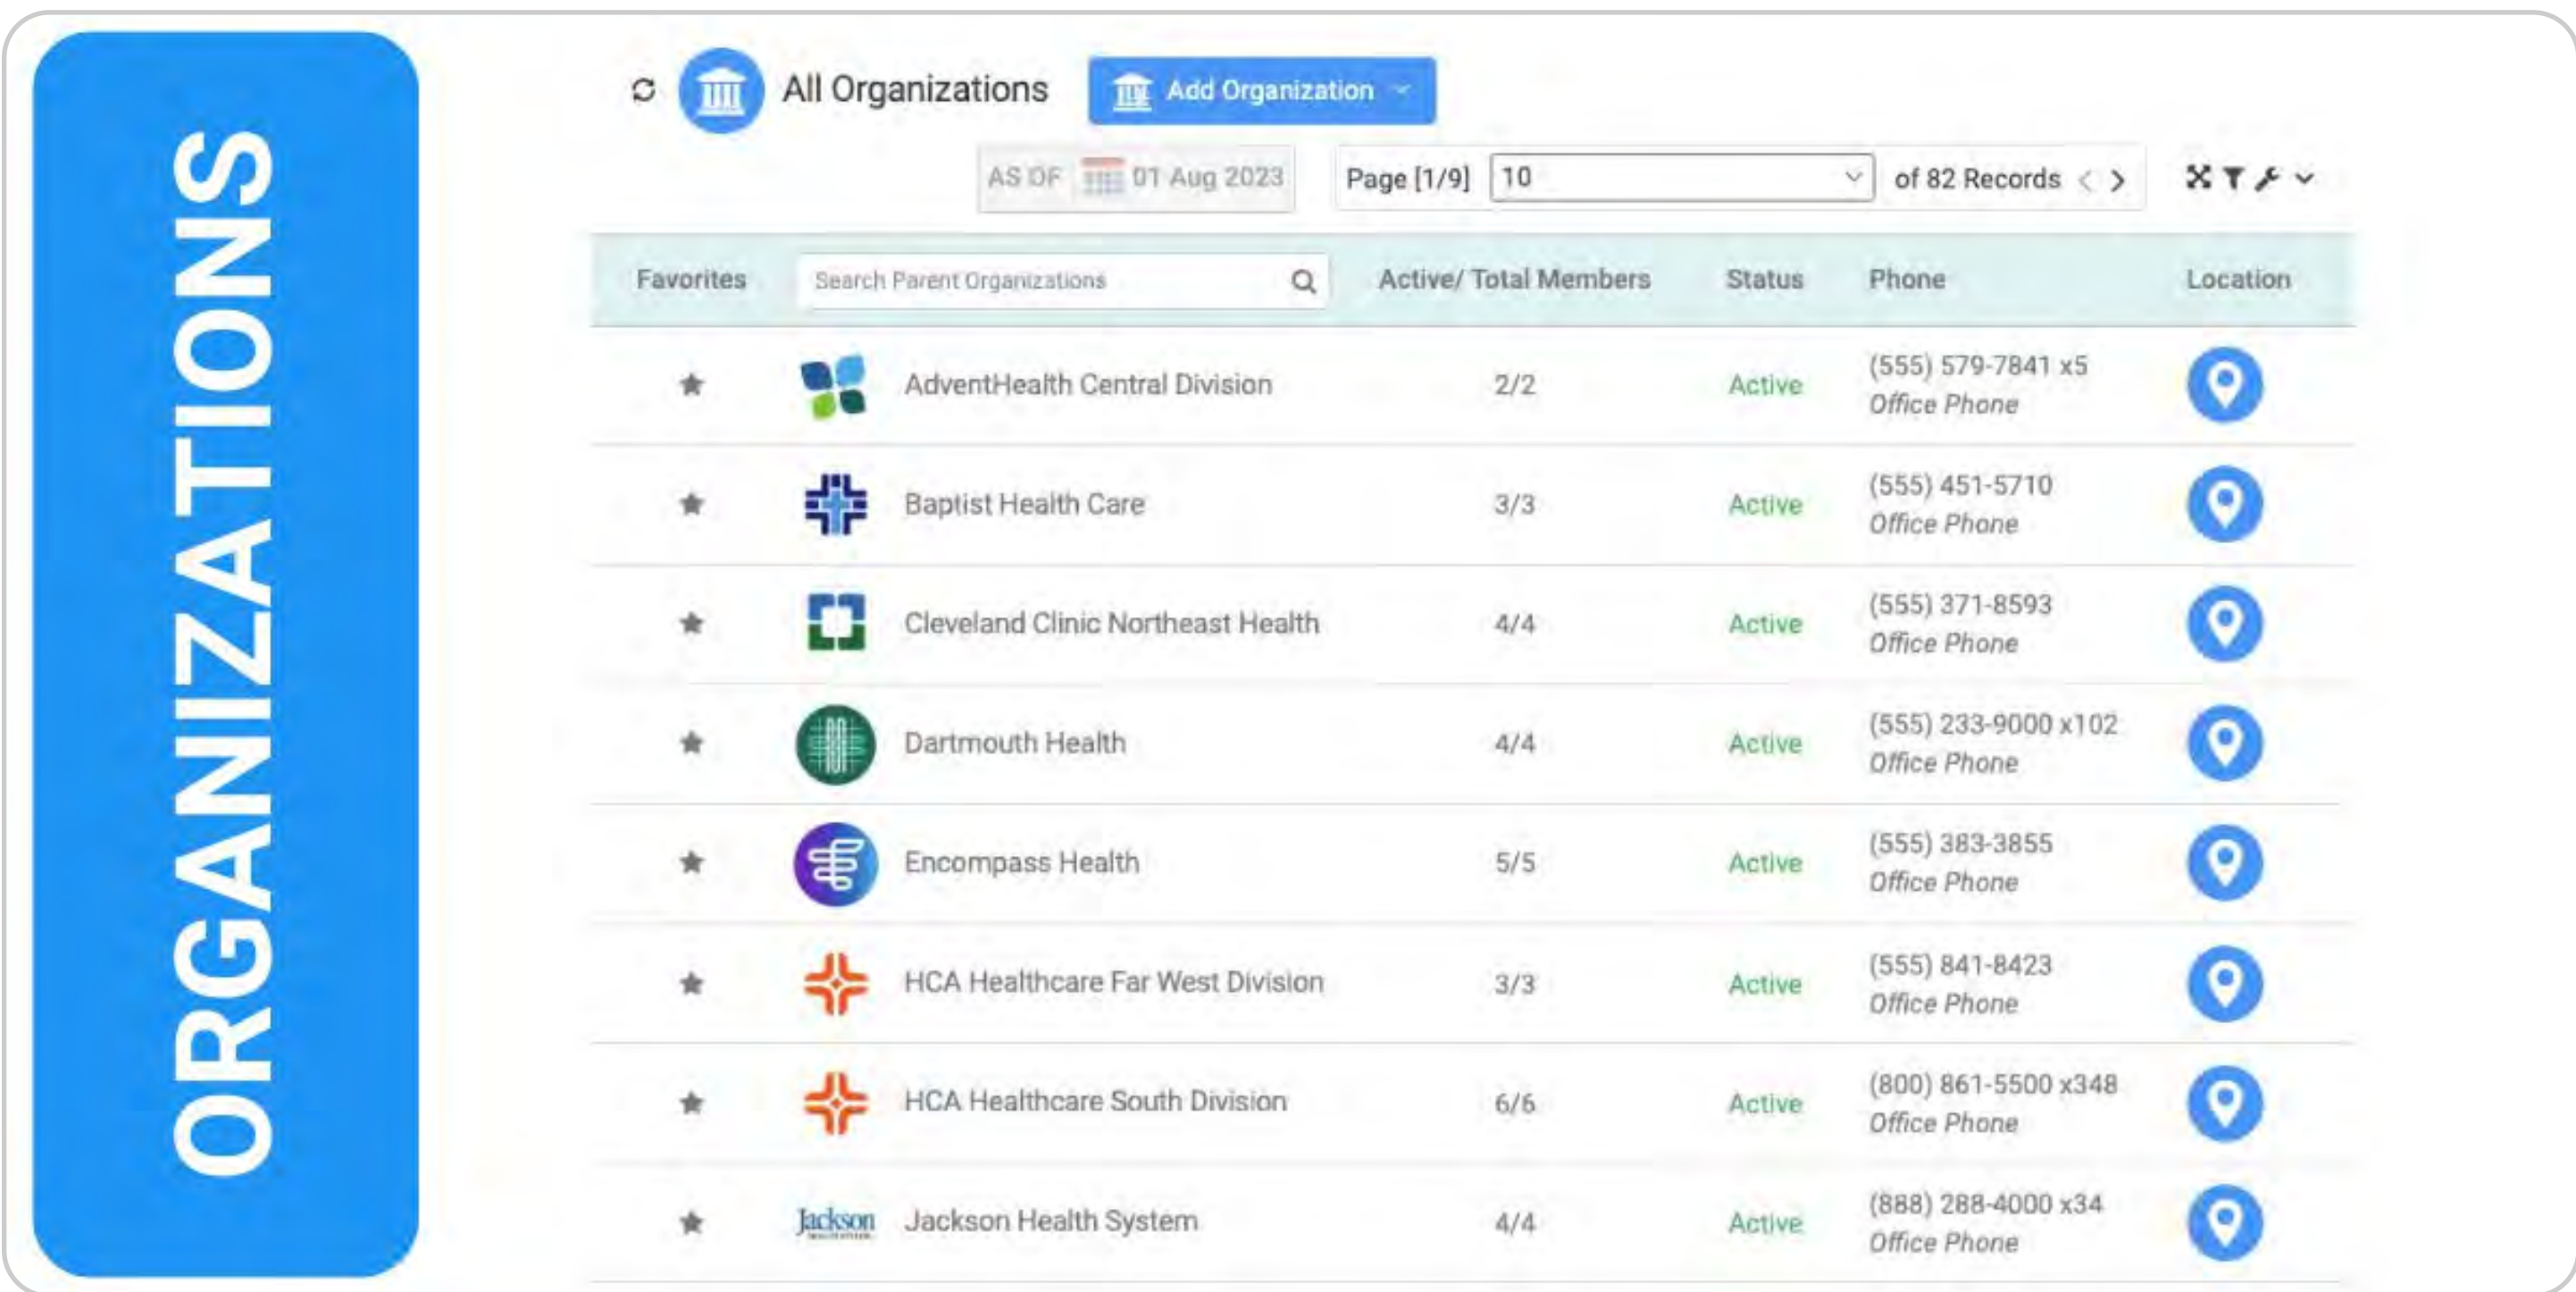 ORGANIZATIONS
All Organizations
Add Organization
AS OF 01 Aug 2023
Page [1/9] 10 of 82 Records
Favorites Search Parent Organizations Active/ Total Members Status Phone Location
AdventHealth Central Division 2/2 Active (555) 579-7841 x5
Office Phone
Baptist Health Care 3/3 Active (555) 451-5710
Office Phone
Cleveland Clinic Northeast Health 4/4 Active (555) 371-8593
Office Phone
Dartmouth Health 4/4 Active (555) 233-9000 x102
Office Phone
Encompass Health 5/5 Active (555) 383-3855
Office Phone
HCA Healthcare Far West Division 3/3 Active (555) 841-8423
Office Phone
HCA Healthcare South Division 6/6 Active (800) 861-5500 x348
Office Phone
Jackson Jackson Health System 4/4 Active (888) 288-4000 x34
Office Phone